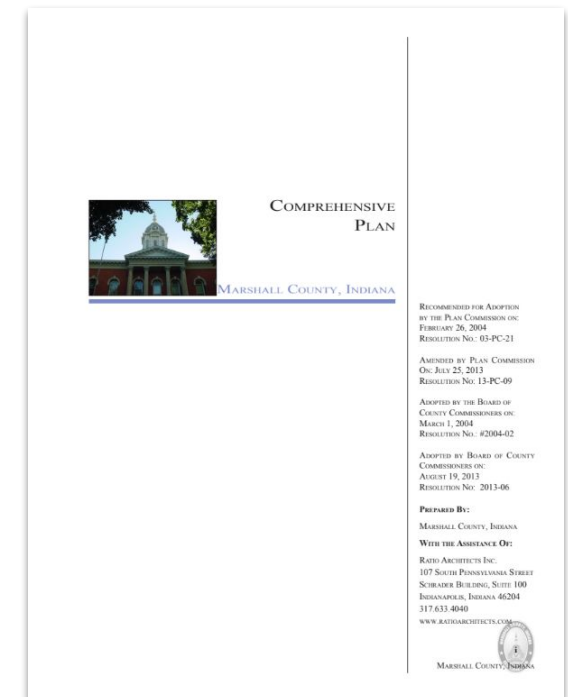 COMPREHENSIVE
PLAN
MARSHALL COUNTY, INDIANA
RECOMMENDED FOR ADOPTION
BY THE PLAN COMMISSION ON:
FEBRUARY 26, 2004
RESOLUTION NO.: 03-PC-21
AMENDED BY PLAN COMMISSION
ON: JULY 25, 2013
RESOLUTION NO: 13-PC-09
ADOPTED BY THE BOARD OF
COUNTY COMMISSIONERS ON:
MARCH 1, 2004
RESOLUTION NO.: #2004-02
ADOPTED BY BOARD OF COUNTY
COMMISSIONERS ON:
AUGUST 19, 2013
RESOLUTION NO: 2013-06
PREPARED BY:
MARSHALL COUNTY, INDIANA
WITH THE ASSISTANCE OF:
RATIO ARCHITECTS INC.
107 SOUTH PENNSYLVANIA STREET
SCHRADER BUILDING, SUITE 100
INDIANAPOLIS, INDIANA 46204
317.633.4040
WWW.RATIOARCHITECTS.COM
MARSHALL COUNTY, INDIANA